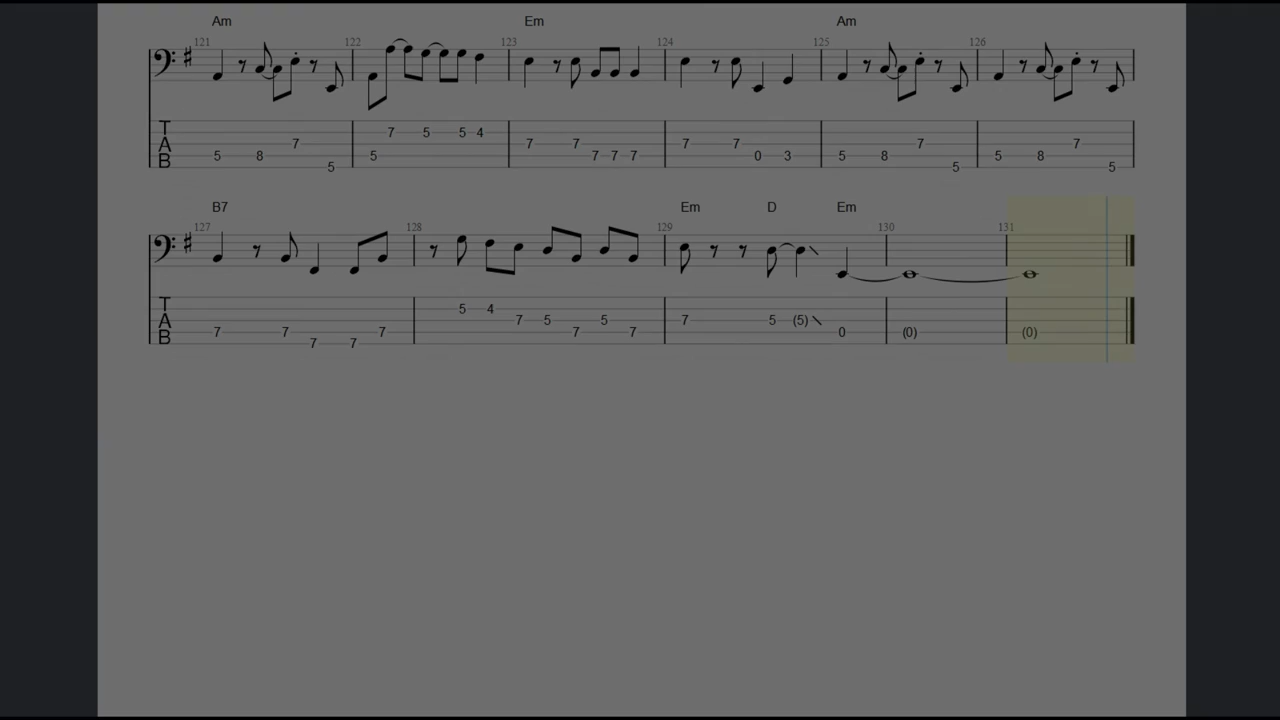 Am Em Am
121 122 123 124 125 126
T 7 5 5 4
A 7 7 7 7 7 7
B 5 8 5 7 7 7 0 3 5 8 5 8
5 5 5
B7 Em D Em
127 128 129 130 131
T 5 4
A 7 5 5 7 5 (5)
B 7 7 7 7 7 0 (0) (0)
7 7